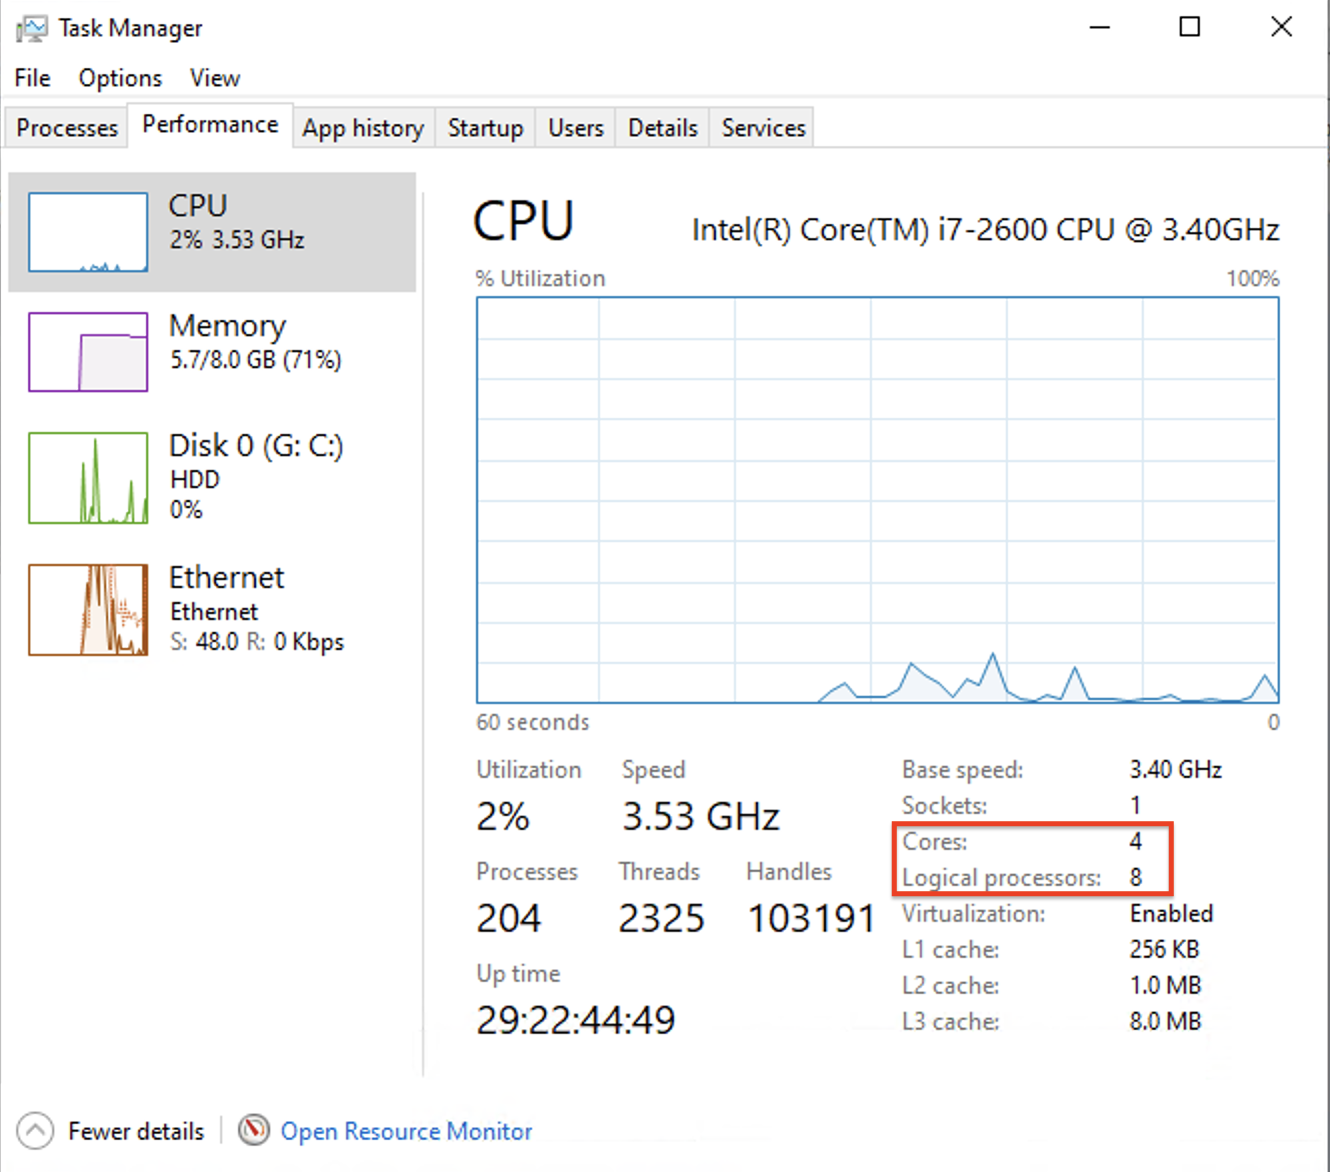 Task Manager
File Options View
Processes Performance App history Startup Users Details Services
CPU
2% 3.53 GHz
Memory
5.7/8.0 GB (71%)
Disk 0 (G: C:)
HDD
0%
Ethernet
Ethernet
S: 48.0 R: 0 Kbps
CPU Intel(R) Core(TM) i7-2600 CPU @ 3.40GHz
% Utilization 100%
60 seconds 0
Utilization Speed
2% 3.53 GHz
Processes Threads Handles
204 2325 103191
Up time
29:22:44:49
Base speed: 3.40 GHz
Sockets: 1
Cores: 4
Logical processors: 8
Virtualization: Enabled
L1 cache: 256 KB
L2 cache: 1.0 MB
L3 cache: 8.0 MB
Fewer details Open Resource Monitor